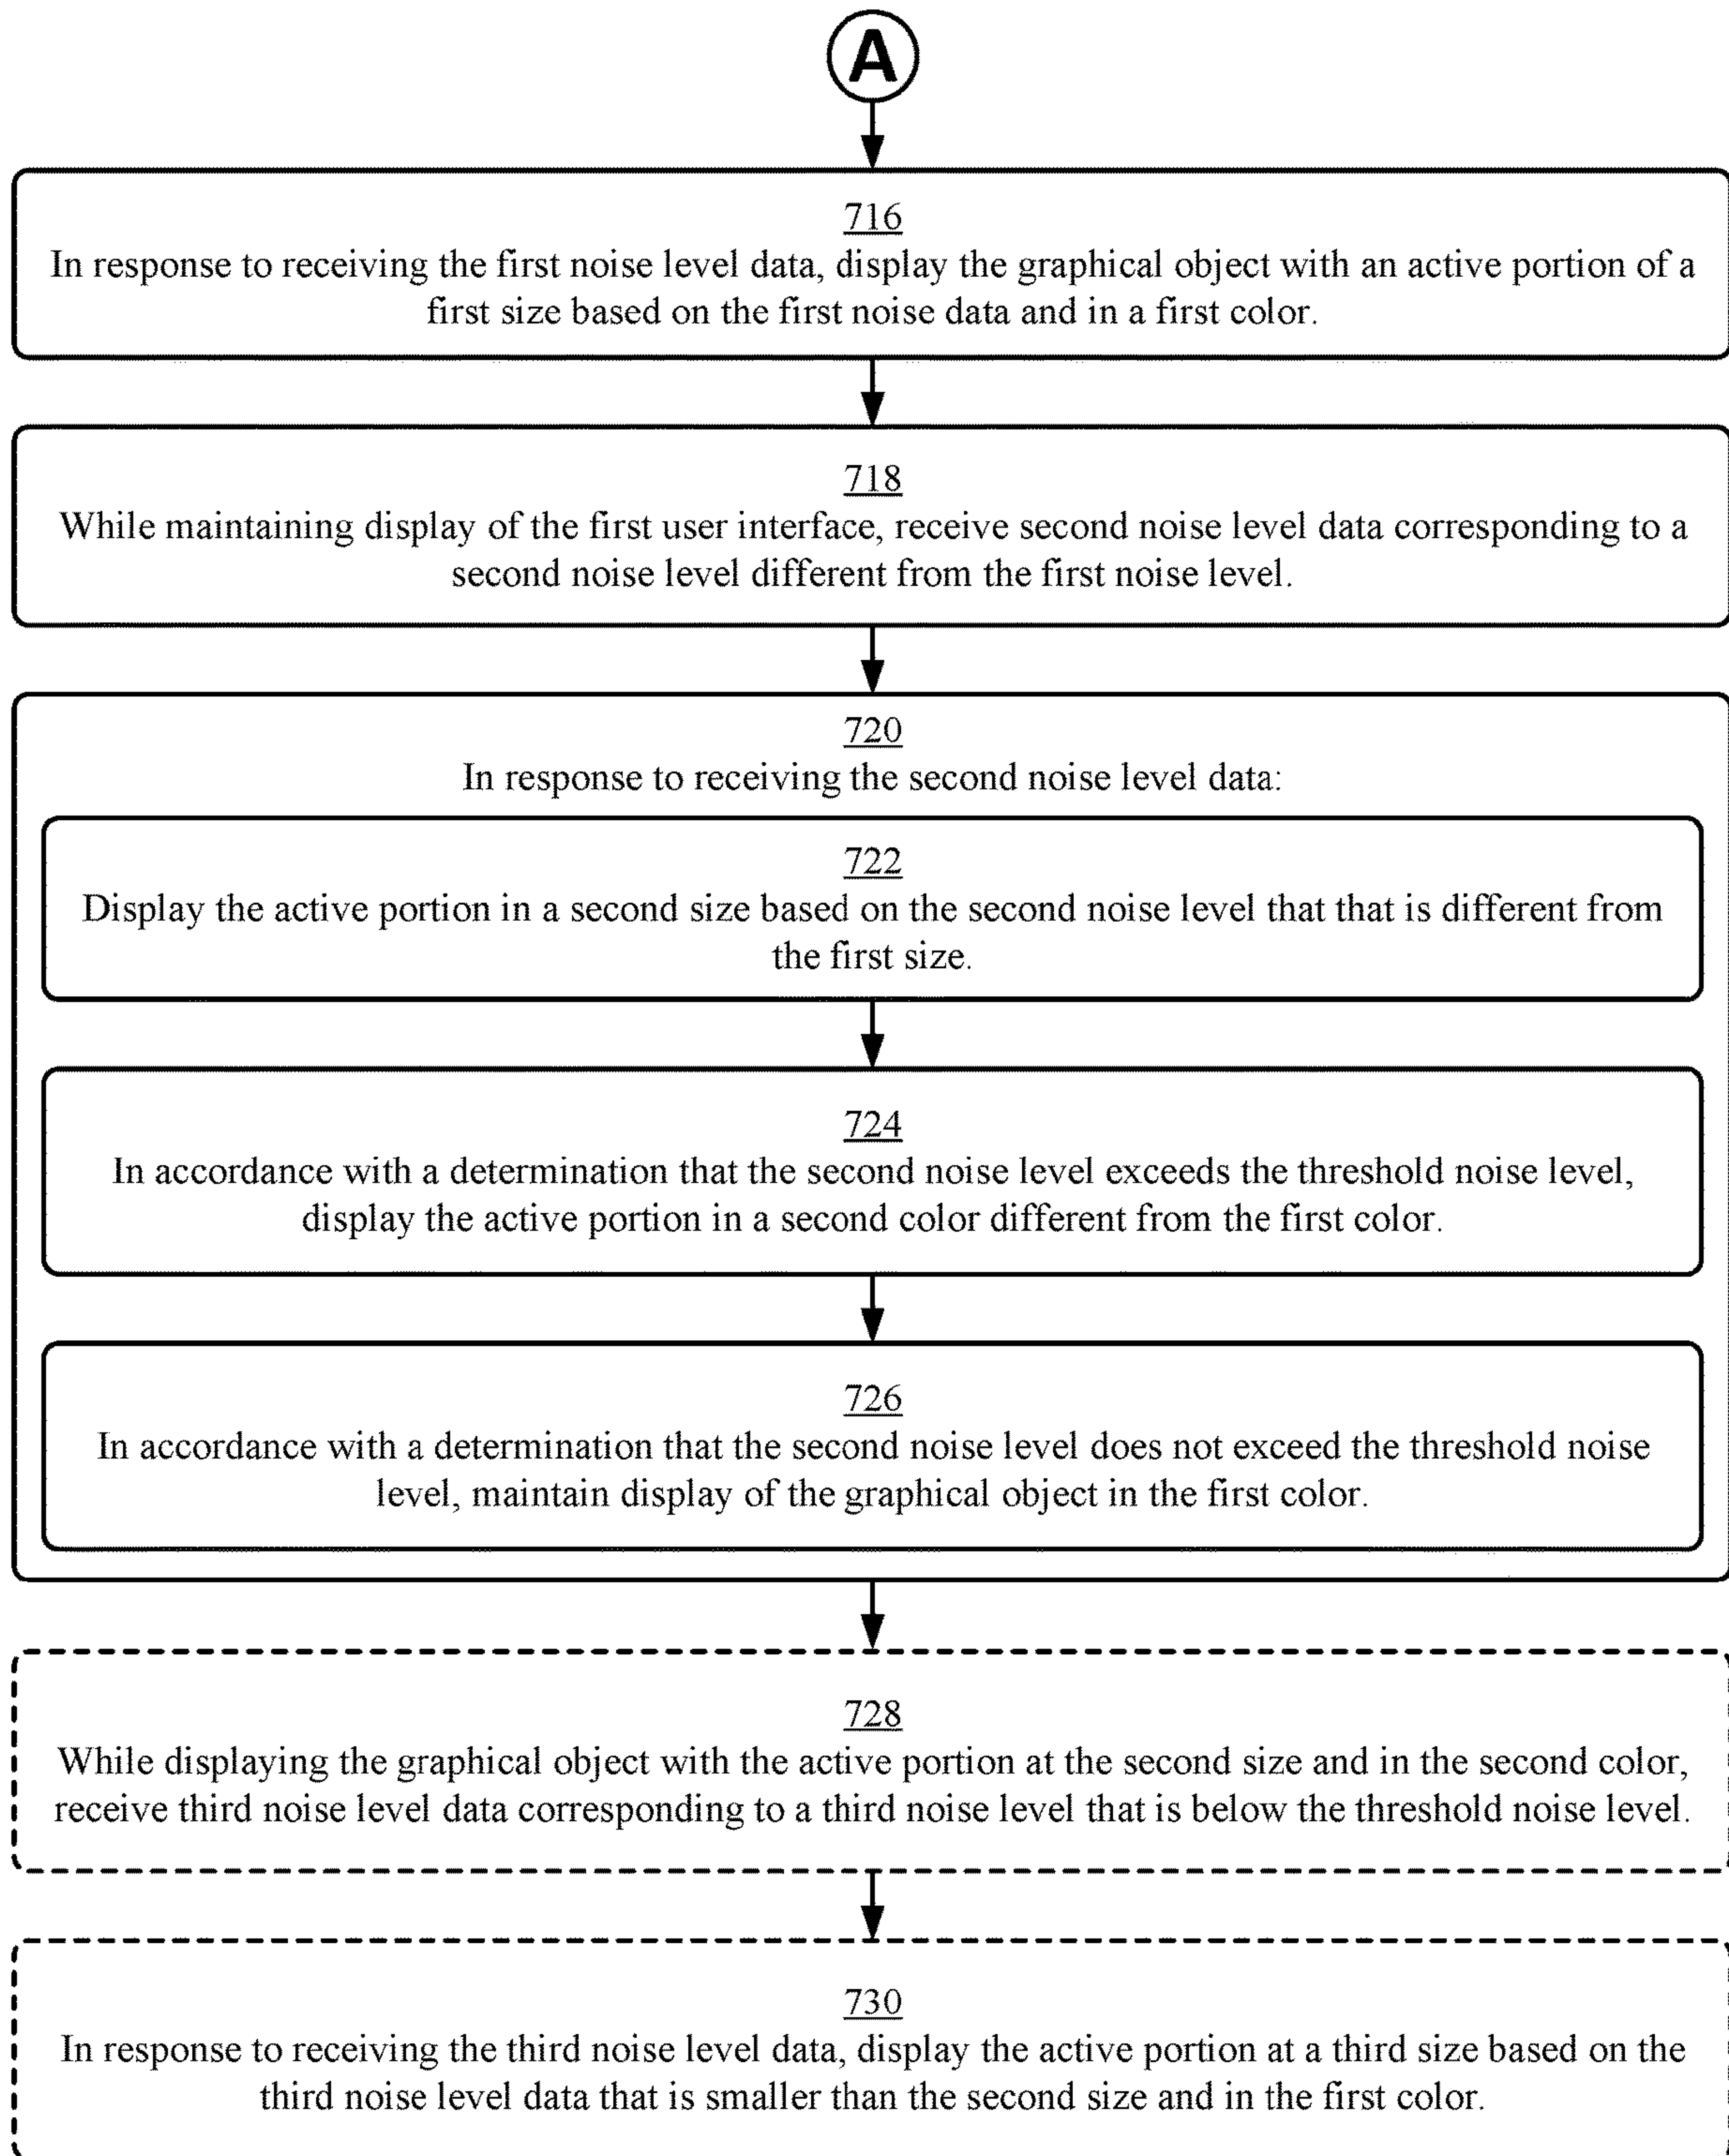 A
716
In response to receiving the first noise level data, display the graphical object with an active portion of a
first size based on the first noise data and in a first color.
718
While maintaining display of the first user interface, receive second noise level data corresponding to a
second noise level different from the first noise level.
720
In response to receiving the second noise level data:
722
Display the active portion in a second size based on the second noise level that that is different from
the first size.
724
In accordance with a determination that the second noise level exceeds the threshold noise level,
display the active portion in a second color different from the first color.
726
In accordance with a determination that the second noise level does not exceed the threshold noise
level, maintain display of the graphical object in the first color.
728
While displaying the graphical object with the active portion at the second size and in the second color,
receive third noise level data corresponding to a third noise level that is below the threshold noise level.
730
In response to receiving the third noise level data, display the active portion at a third size based on the
third noise level data that is smaller than the second size and in the first color.